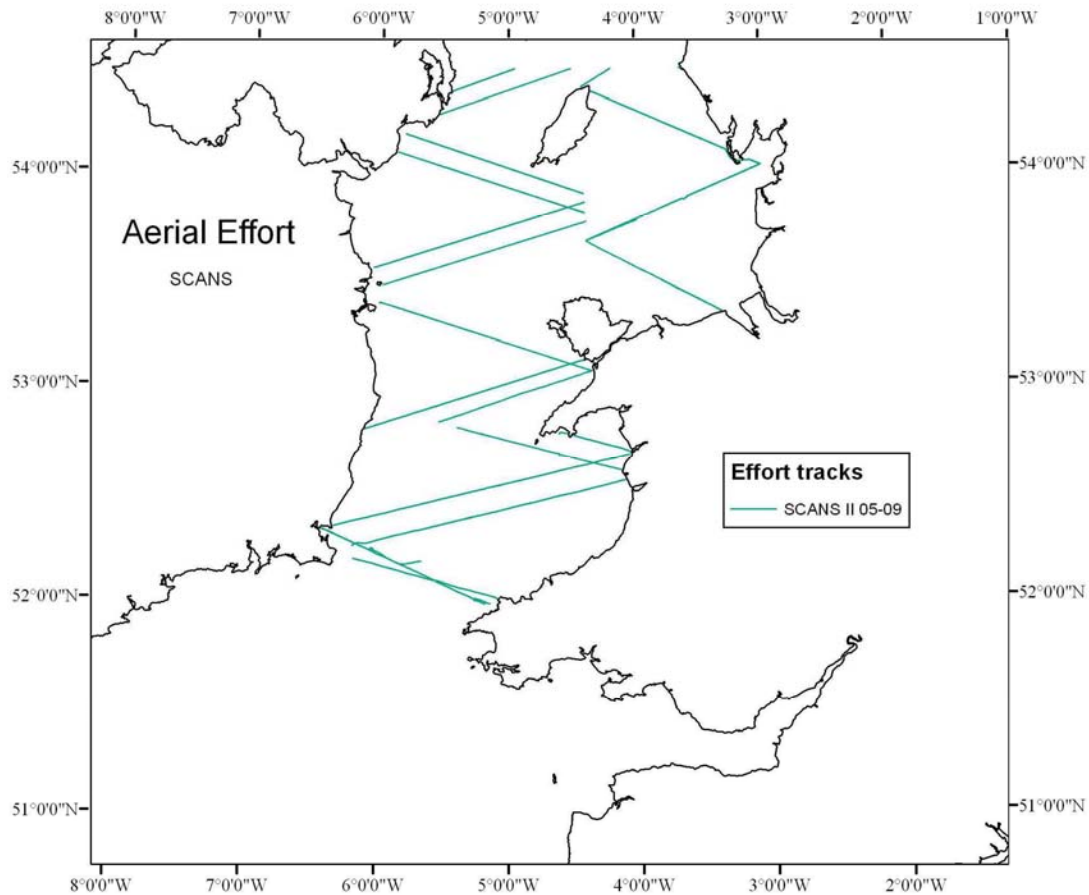 8°0'0"W 7°0'0"W 6°0'0"W 5°0'0"W 4°0'0"W 3°0'0"W 2°0'0"W 1°0'0"W
54°0'0"N 54°0'0"N
Aerial Effort
SCANS
53°0'0"N 53°0'0"N
Effort tracks
SCANS II 05-09
52°0'0"N 52°0'0"N
51°0'0"N 51°0'0"N
8°0'0"W 7°0'0"W 6°0'0"W 5°0'0"W 4°0'0"W 3°0'0"W 2°0'0"W